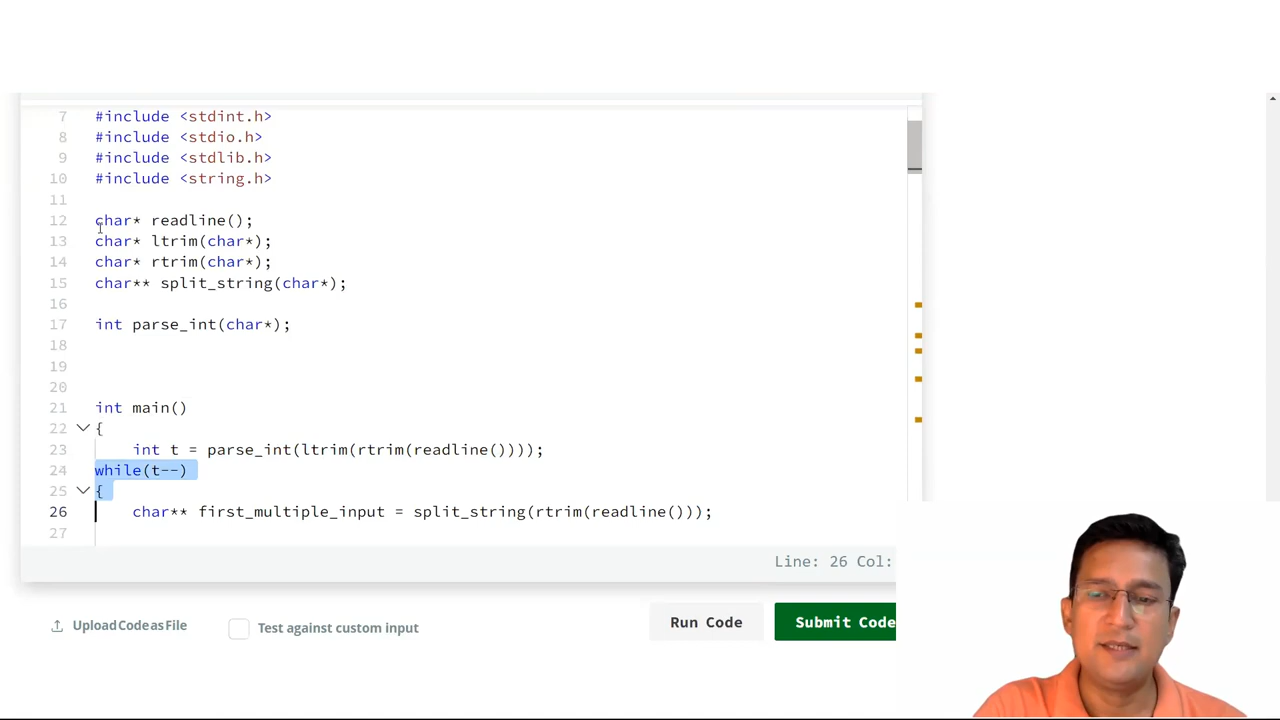 7 #include <stdint.h>
8 #include <stdio.h>
9 #include <stdlib.h>
10 #include <string.h>
11
12 char* readline();
13 char* ltrim(char*);
14 char* rtrim(char*);
15 char** split_string(char*);
16
17 int parse_int(char*);
18
19
20
21 int main()
22 {
23 int t = parse_int(ltrim(rtrim(readline())));
24 while(t--)
25 {
26 char** first_multiple_input = split_string(rtrim(readline()));
27
Line: 26 Col:
Upload Code as File
Test against custom input
Run Code
Submit Code